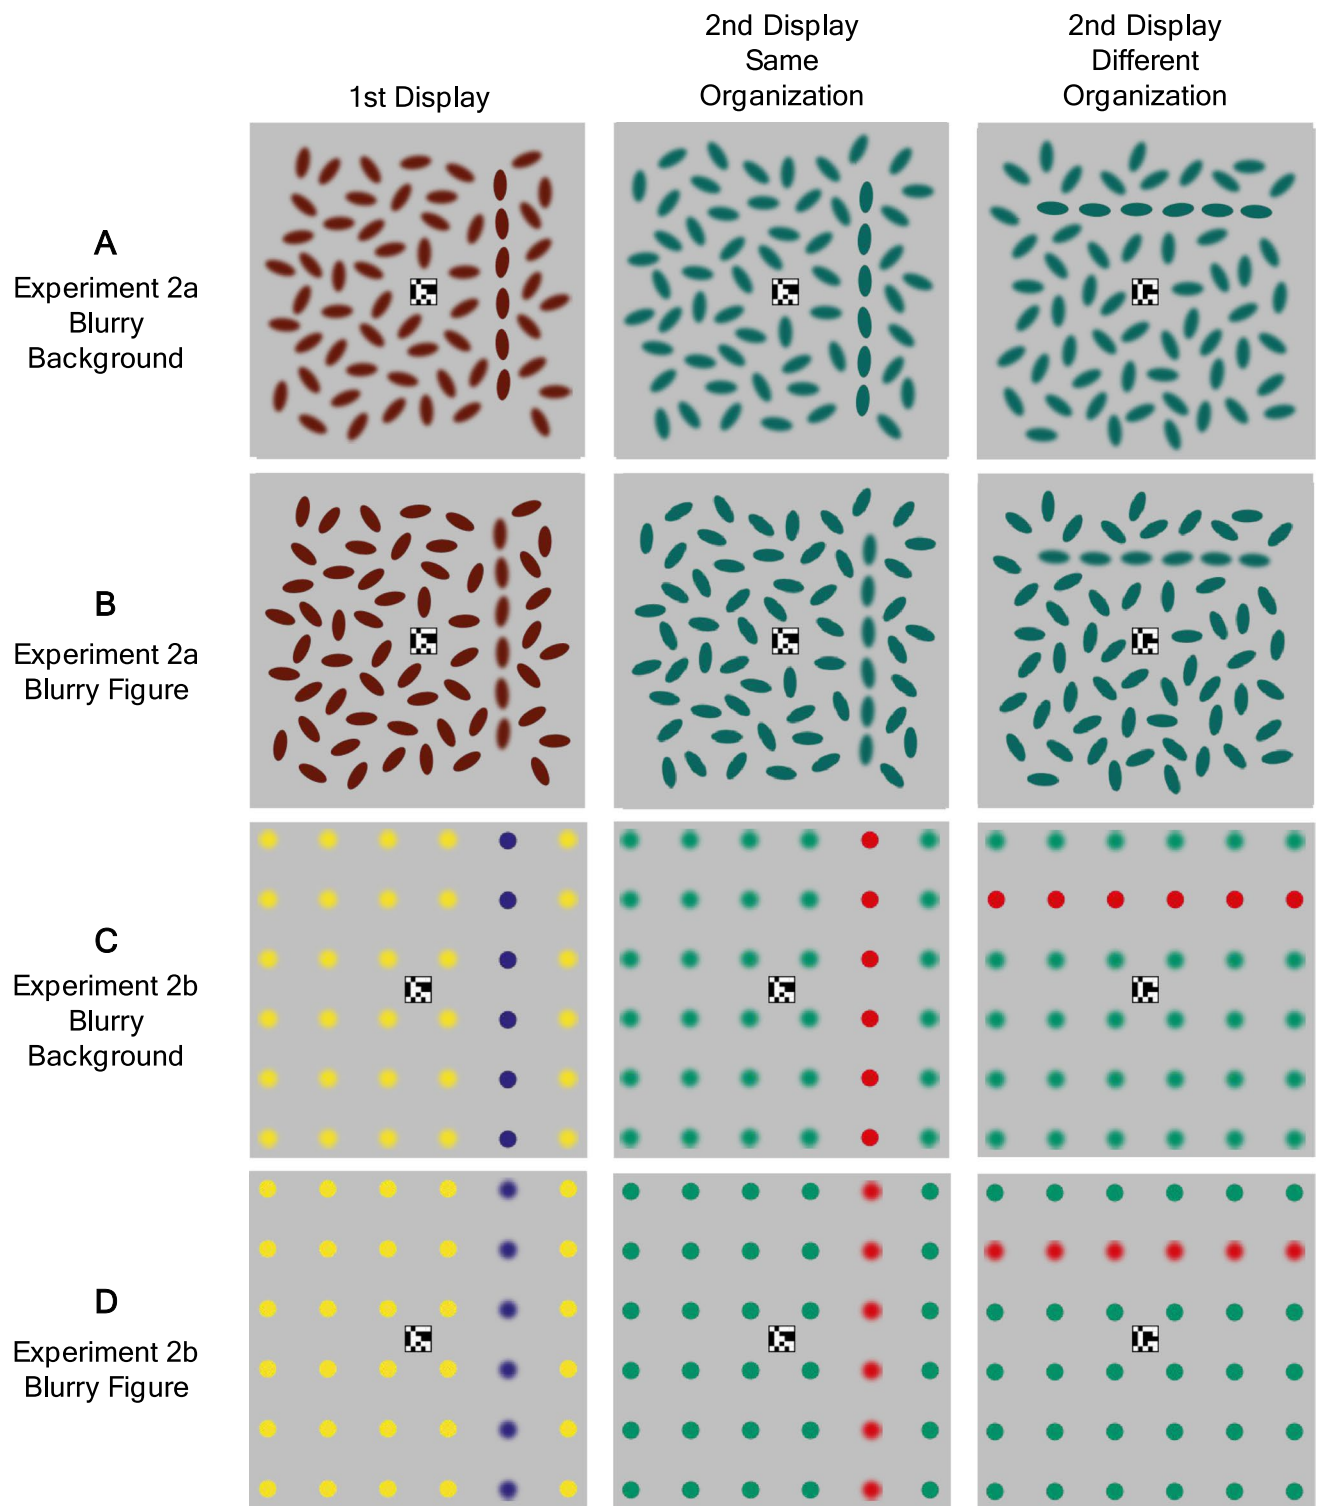 2nd Display
Same
Organization
2nd Display
Different
Organization
1st Display
A
Experiment 2a
Blurry
Background
B
Experiment 2a
Blurry Figure
C
Experiment 2b
Blurry
Background
D
Experiment 2b
Blurry Figure